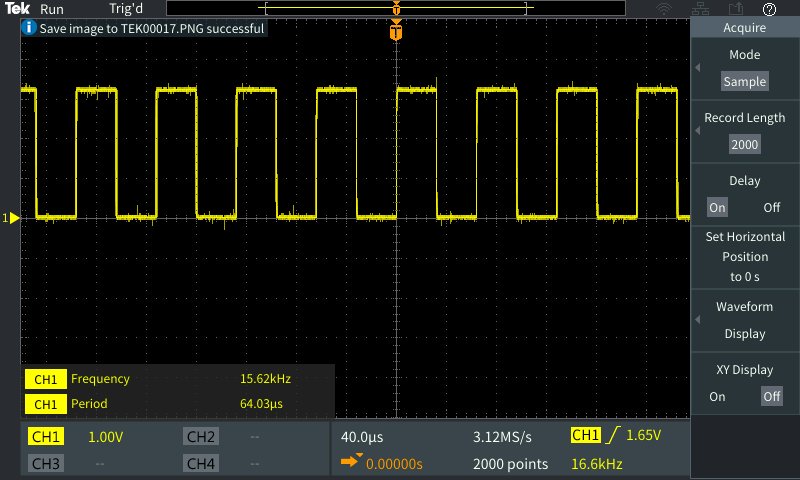 Tek Run Trig'd T ?
i Save image to TEK00017.PNG successful
T
Acquire
Mode
Sample
Record Length
2000
Delay
On Off
Set Horizontal
Position
to 0 s
Waveform
Display
XY Display
On Off
1
CH1 Frequency 15.62kHz
CH1 Period 64.03µs
CH1 1.00V CH2 --
CH3 -- CH4 --
40.0µs 3.12MS/s CH1 1.65V
0.00000s 2000 points 16.6kHz